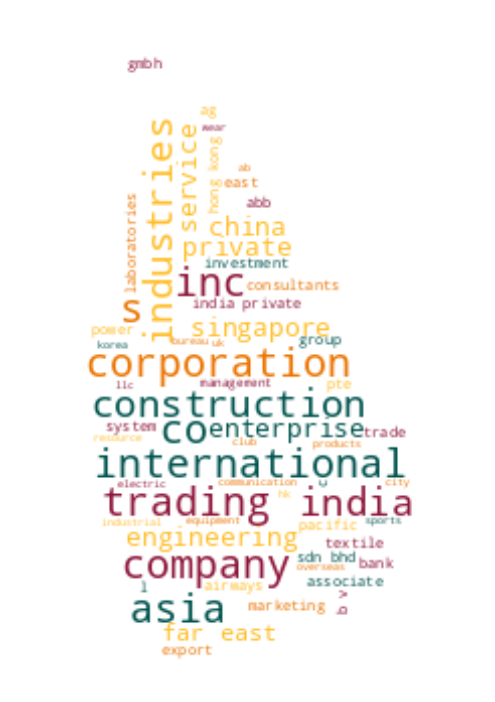 gmbh
ag
wear
industries
service
hong kong
ab
east
laboratories
abb
china
private
investment
inc
consultants
s
india private
power
singapore
korea
bureau
uk
group
corporation
llc
management
pte
construction
system
co
enterprise
trade
resource
club
products
international
electric
communication
c
city
trading
hk
india
industrial
equipment
pacific
sports
engineering
textile
company
sdn bhd
overseas
bank
l
airways
associate
asia
marketing
b v
far east
export